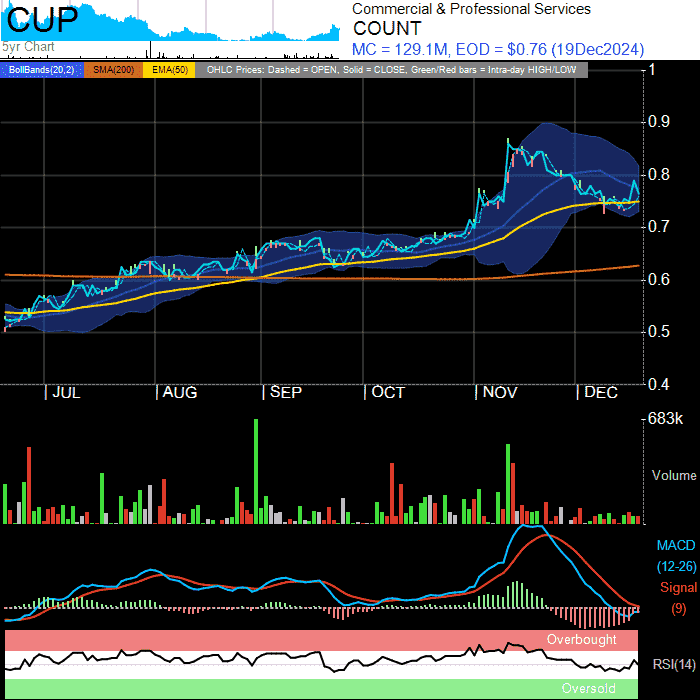 CUP
Commercial & Professional Services
COUNT
5yr Chart
MC = 129.1M, EOD = $0.76 (19Dec2024)
BollBands(20,2) SMA(200) EMA(50) OHLC Prices: Dashed = OPEN, Solid = CLOSE, Green/Red bars = Intra-day HIGH/LOW
1
0.9
0.8
0.7
0.6
0.5
0.4
| JUL | AUG | SEP | OCT | NOV | DEC
683k
Volume
MACD
(12-26)
Signal
(9)
Overbought
RSI(14)
Oversold